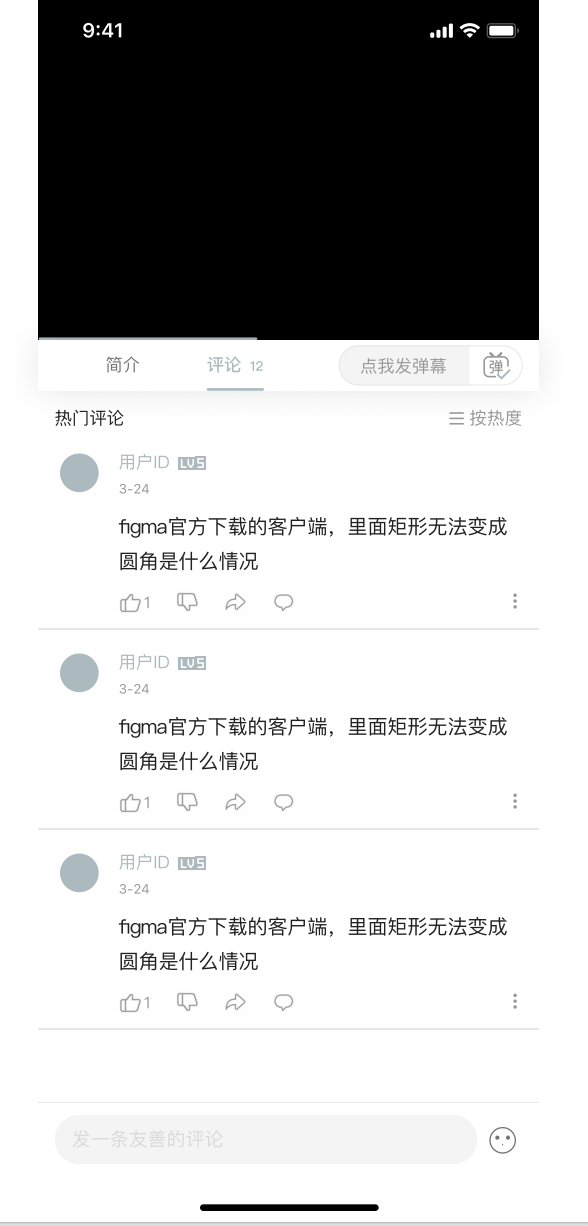 9:41
简介 评论 12 点我发弹幕 弹
热门评论 按热度
用户ID LV5
3-24
figma官方下载的客户端，里面矩形无法变成
圆角是什么情况
1
用户ID LV5
3-24
figma官方下载的客户端，里面矩形无法变成
圆角是什么情况
1
用户ID LV5
3-24
figma官方下载的客户端，里面矩形无法变成
圆角是什么情况
1
发一条友善的评论